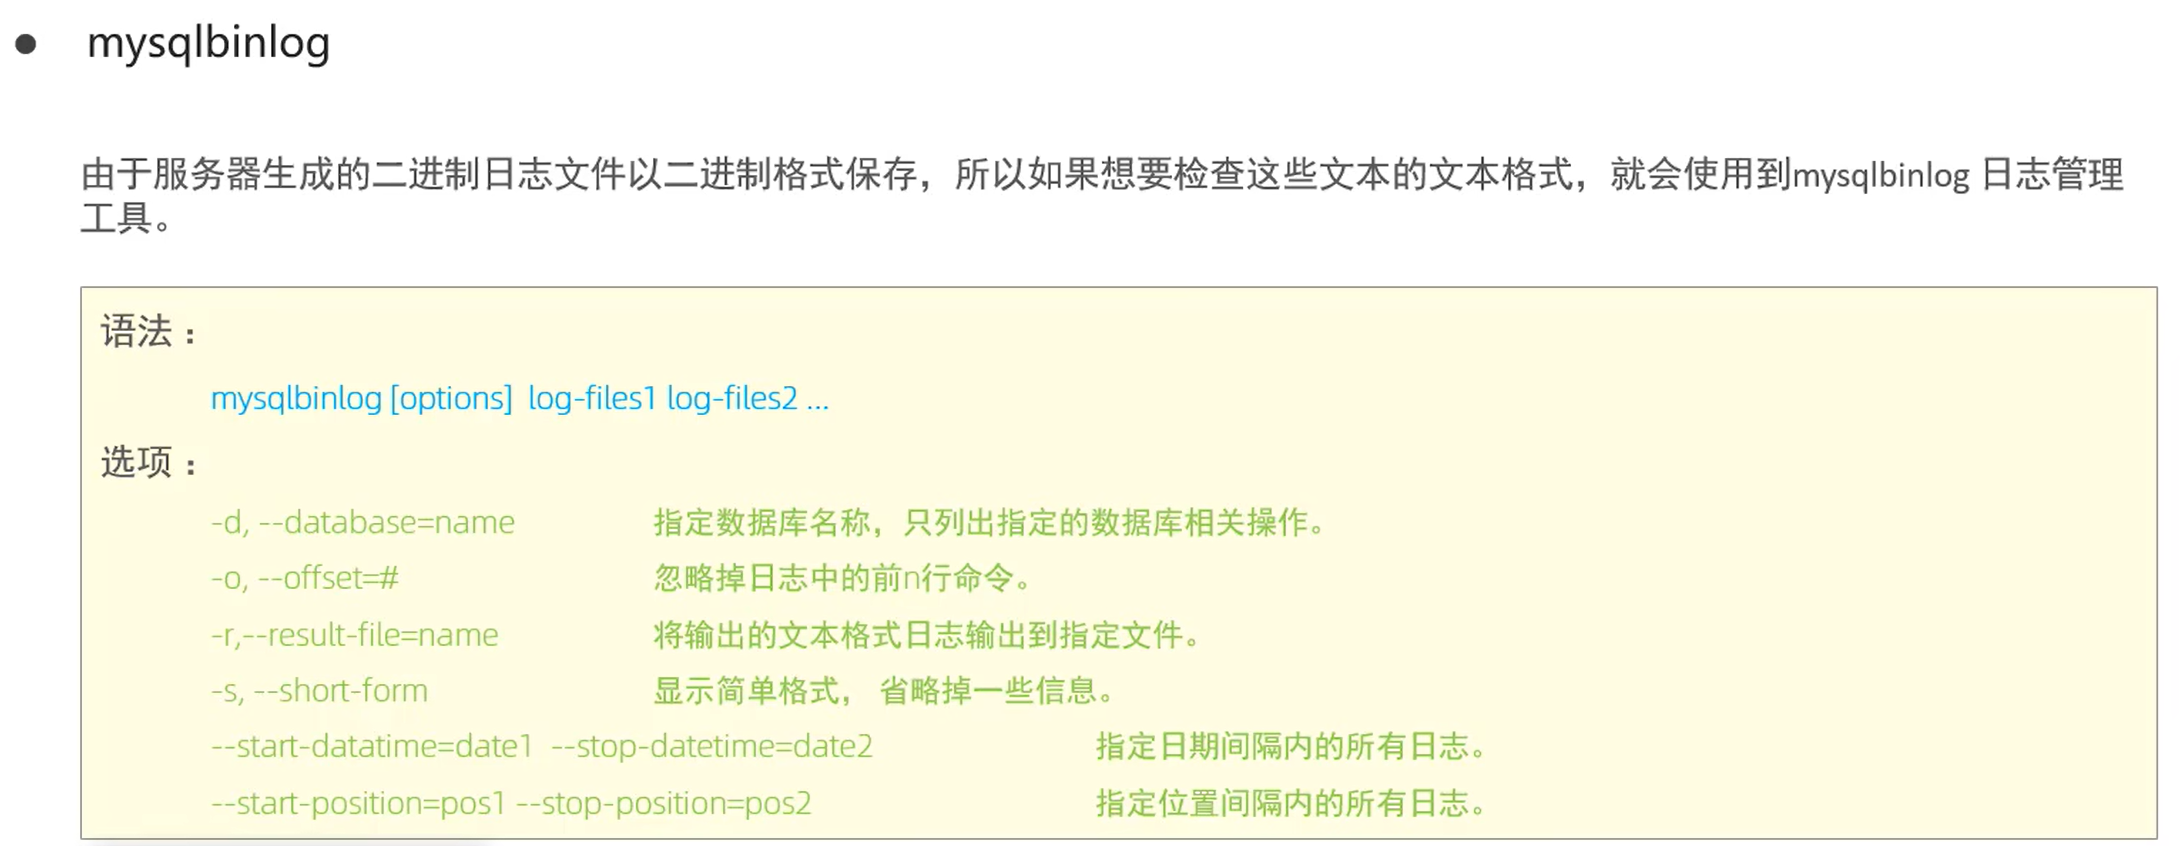 ● mysqlbinlog
由于服务器生成的二进制日志文件以二进制格式保存，所以如果想要检查这些文本的文本格式，就会使用到mysqlbinlog 日志管理
工具。
语法：
mysqlbinlog [options] log-files1 log-files2 ...
选项：
-d, --database=name 指定数据库名称，只列出指定的数据库相关操作。
-o, --offset=# 忽略掉日志中的前n行命令。
-r,--result-file=name 将输出的文本格式日志输出到指定文件。
-s, --short-form 显示简单格式， 省略掉一些信息。
--start-datatime=date1 --stop-datetime=date2 指定日期间隔内的所有日志。
--start-position=pos1 --stop-position=pos2 指定位置间隔内的所有日志。